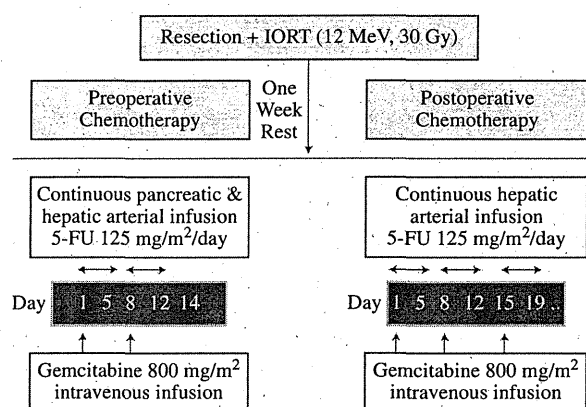 Resection + IORT (12 MeV, 30 Gy)
Preoperative
Chemotherapy
One
Week
Rest
Postoperative
Chemotherapy
Continuous pancreatic &
hepatic arterial infusion
5-FU 125 mg/m²/day
Day 1 5 8 12 14
Gemcitabine 800 mg/m²
intravenous infusion
Continuous hepatic
arterial infusion
5-FU 125 mg/m²/day
Day 1 5 8 12 15 19 ..
Gemcitabine 800 mg/m²
intravenous infusion